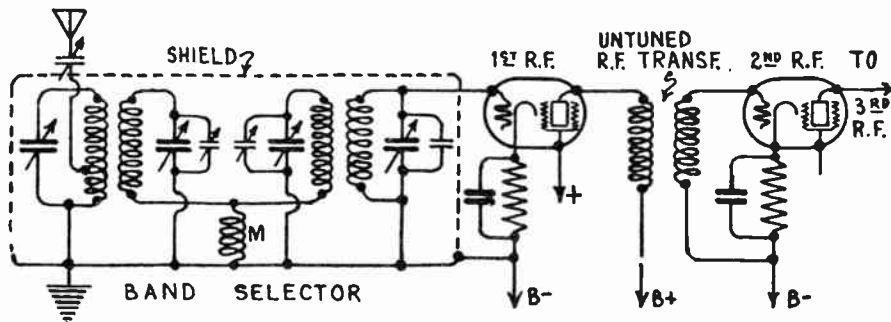 SHIELD
1ST R.F.
UNTUNED
R.F. TRANSF.
2ND R.F.
TO
3RD
R.F.
M
+
BAND SELECTOR
B-
B+
B-